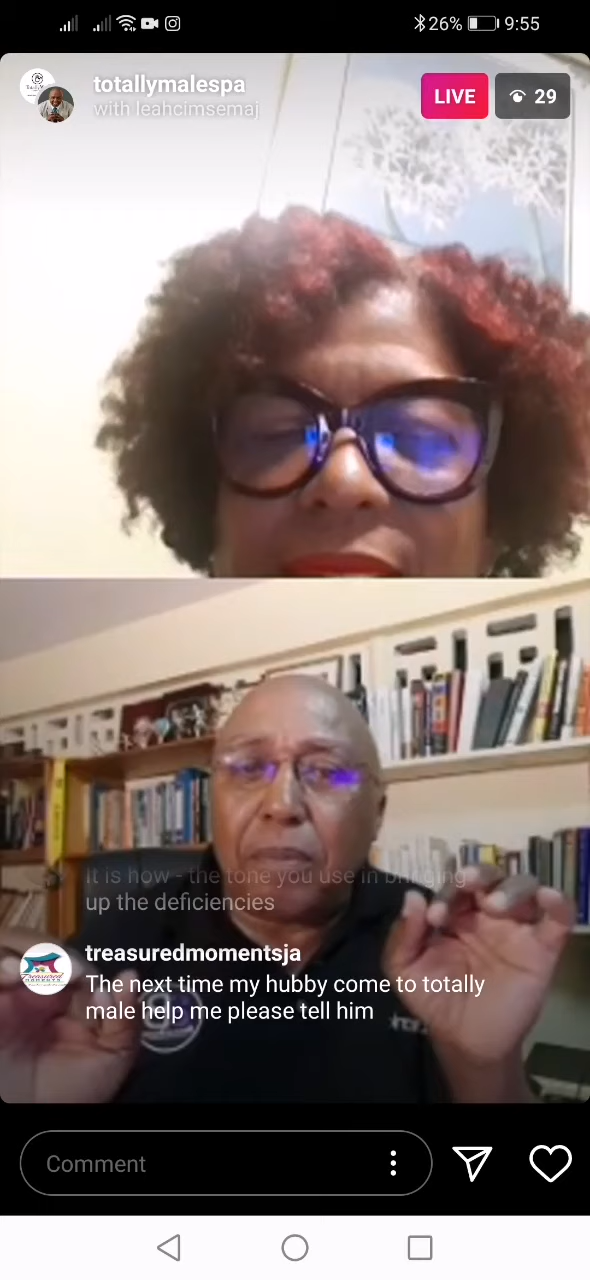 26% 9:55
totallymalespa
with leahcimsemaj
LIVE
29
It is how - the tone you use in bringing
up the deficiencies
treasuredmomentsja
The next time my hubby come to totally
male help me please tell him
Comment